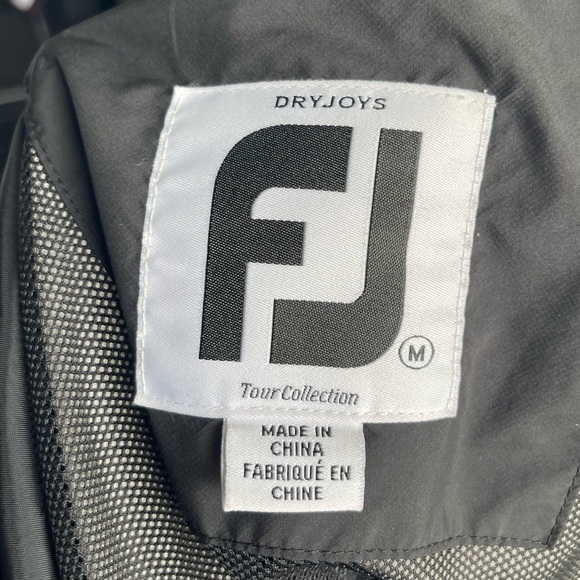 DRYJOYS
FJ
M
Tour Collection
MADE IN
CHINA
FABRIQUÉ EN
CHINE